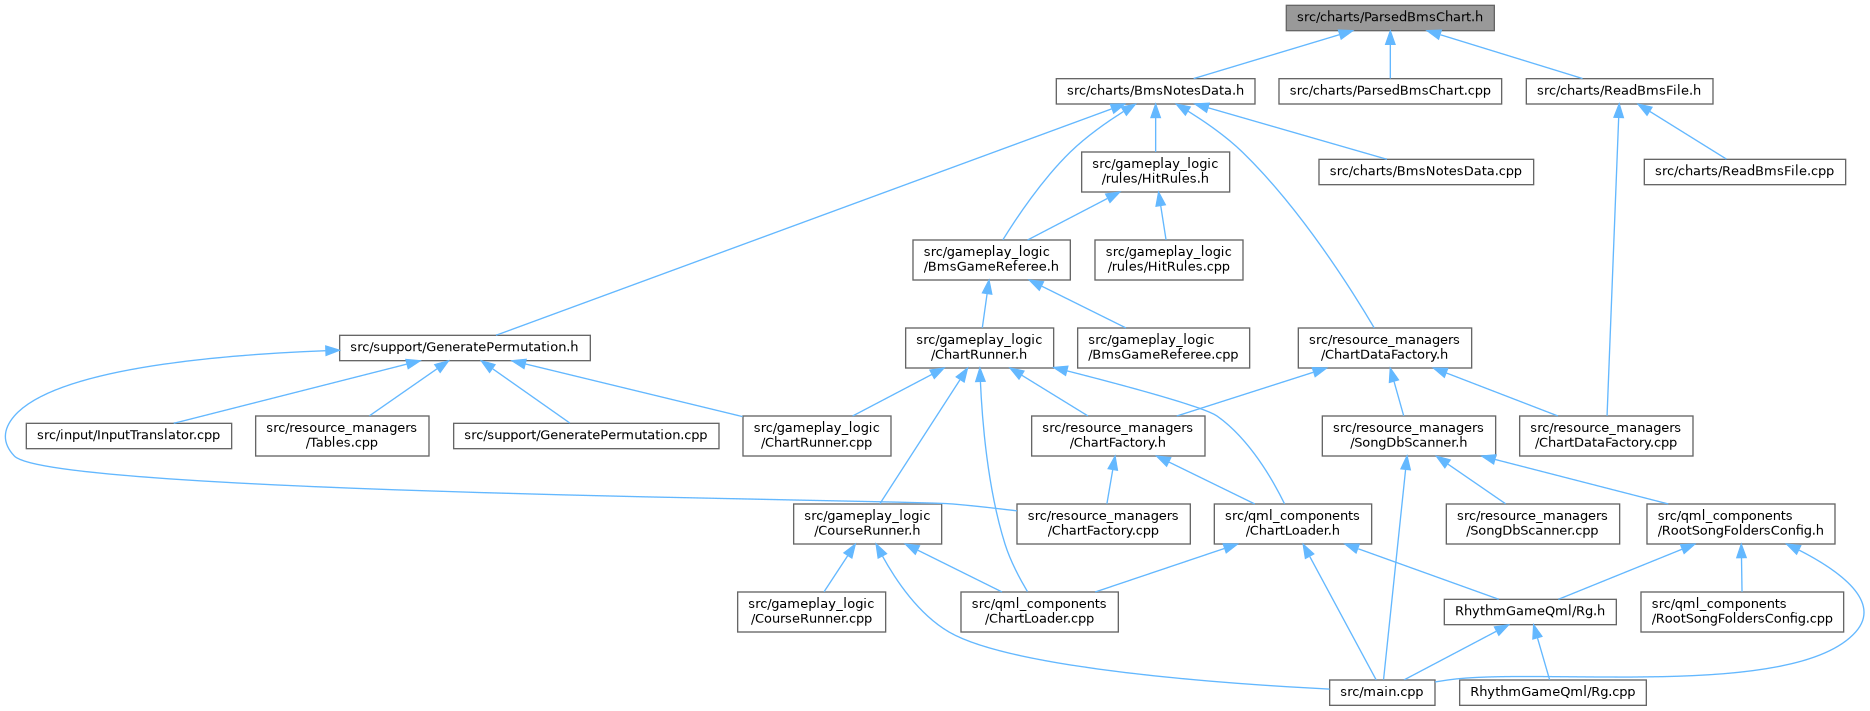 src/charts/ParsedBmsChart.h
src/charts/BmsNotesData.h
src/charts/ParsedBmsChart.cpp
src/charts/ReadBmsFile.h
src/gameplay_logic
/rules/HitRules.h
src/charts/BmsNotesData.cpp
src/charts/ReadBmsFile.cpp
src/gameplay_logic
/BmsGameReferee.h
src/gameplay_logic
/rules/HitRules.cpp
src/support/GeneratePermutation.h
src/gameplay_logic
/ChartRunner.h
src/gameplay_logic
/BmsGameReferee.cpp
src/resource_managers
/ChartDataFactory.h
src/input/InputTranslator.cpp
src/resource_managers
/Tables.cpp
src/support/GeneratePermutation.cpp
src/gameplay_logic
/ChartRunner.cpp
src/resource_managers
/ChartFactory.h
src/resource_managers
/SongDbScanner.h
src/resource_managers
/ChartDataFactory.cpp
src/gameplay_logic
/CourseRunner.h
src/resource_managers
/ChartFactory.cpp
src/qml_components
/ChartLoader.h
src/resource_managers
/SongDbScanner.cpp
src/qml_components
/RootSongFoldersConfig.h
src/gameplay_logic
/CourseRunner.cpp
src/qml_components
/ChartLoader.cpp
RhythmGameQml/Rg.h
src/qml_components
/RootSongFoldersConfig.cpp
src/main.cpp
RhythmGameQml/Rg.cpp